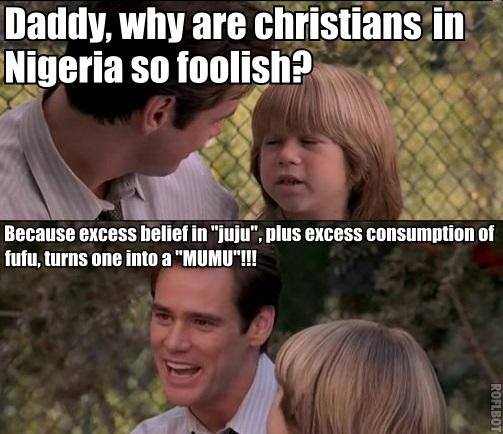 Daddy, why are christians in
Nigeria so foolish?
Because excess belief in "juju", plus excess consumption of
fufu, turns one into a "MUMU"!!!
ROFLBOT